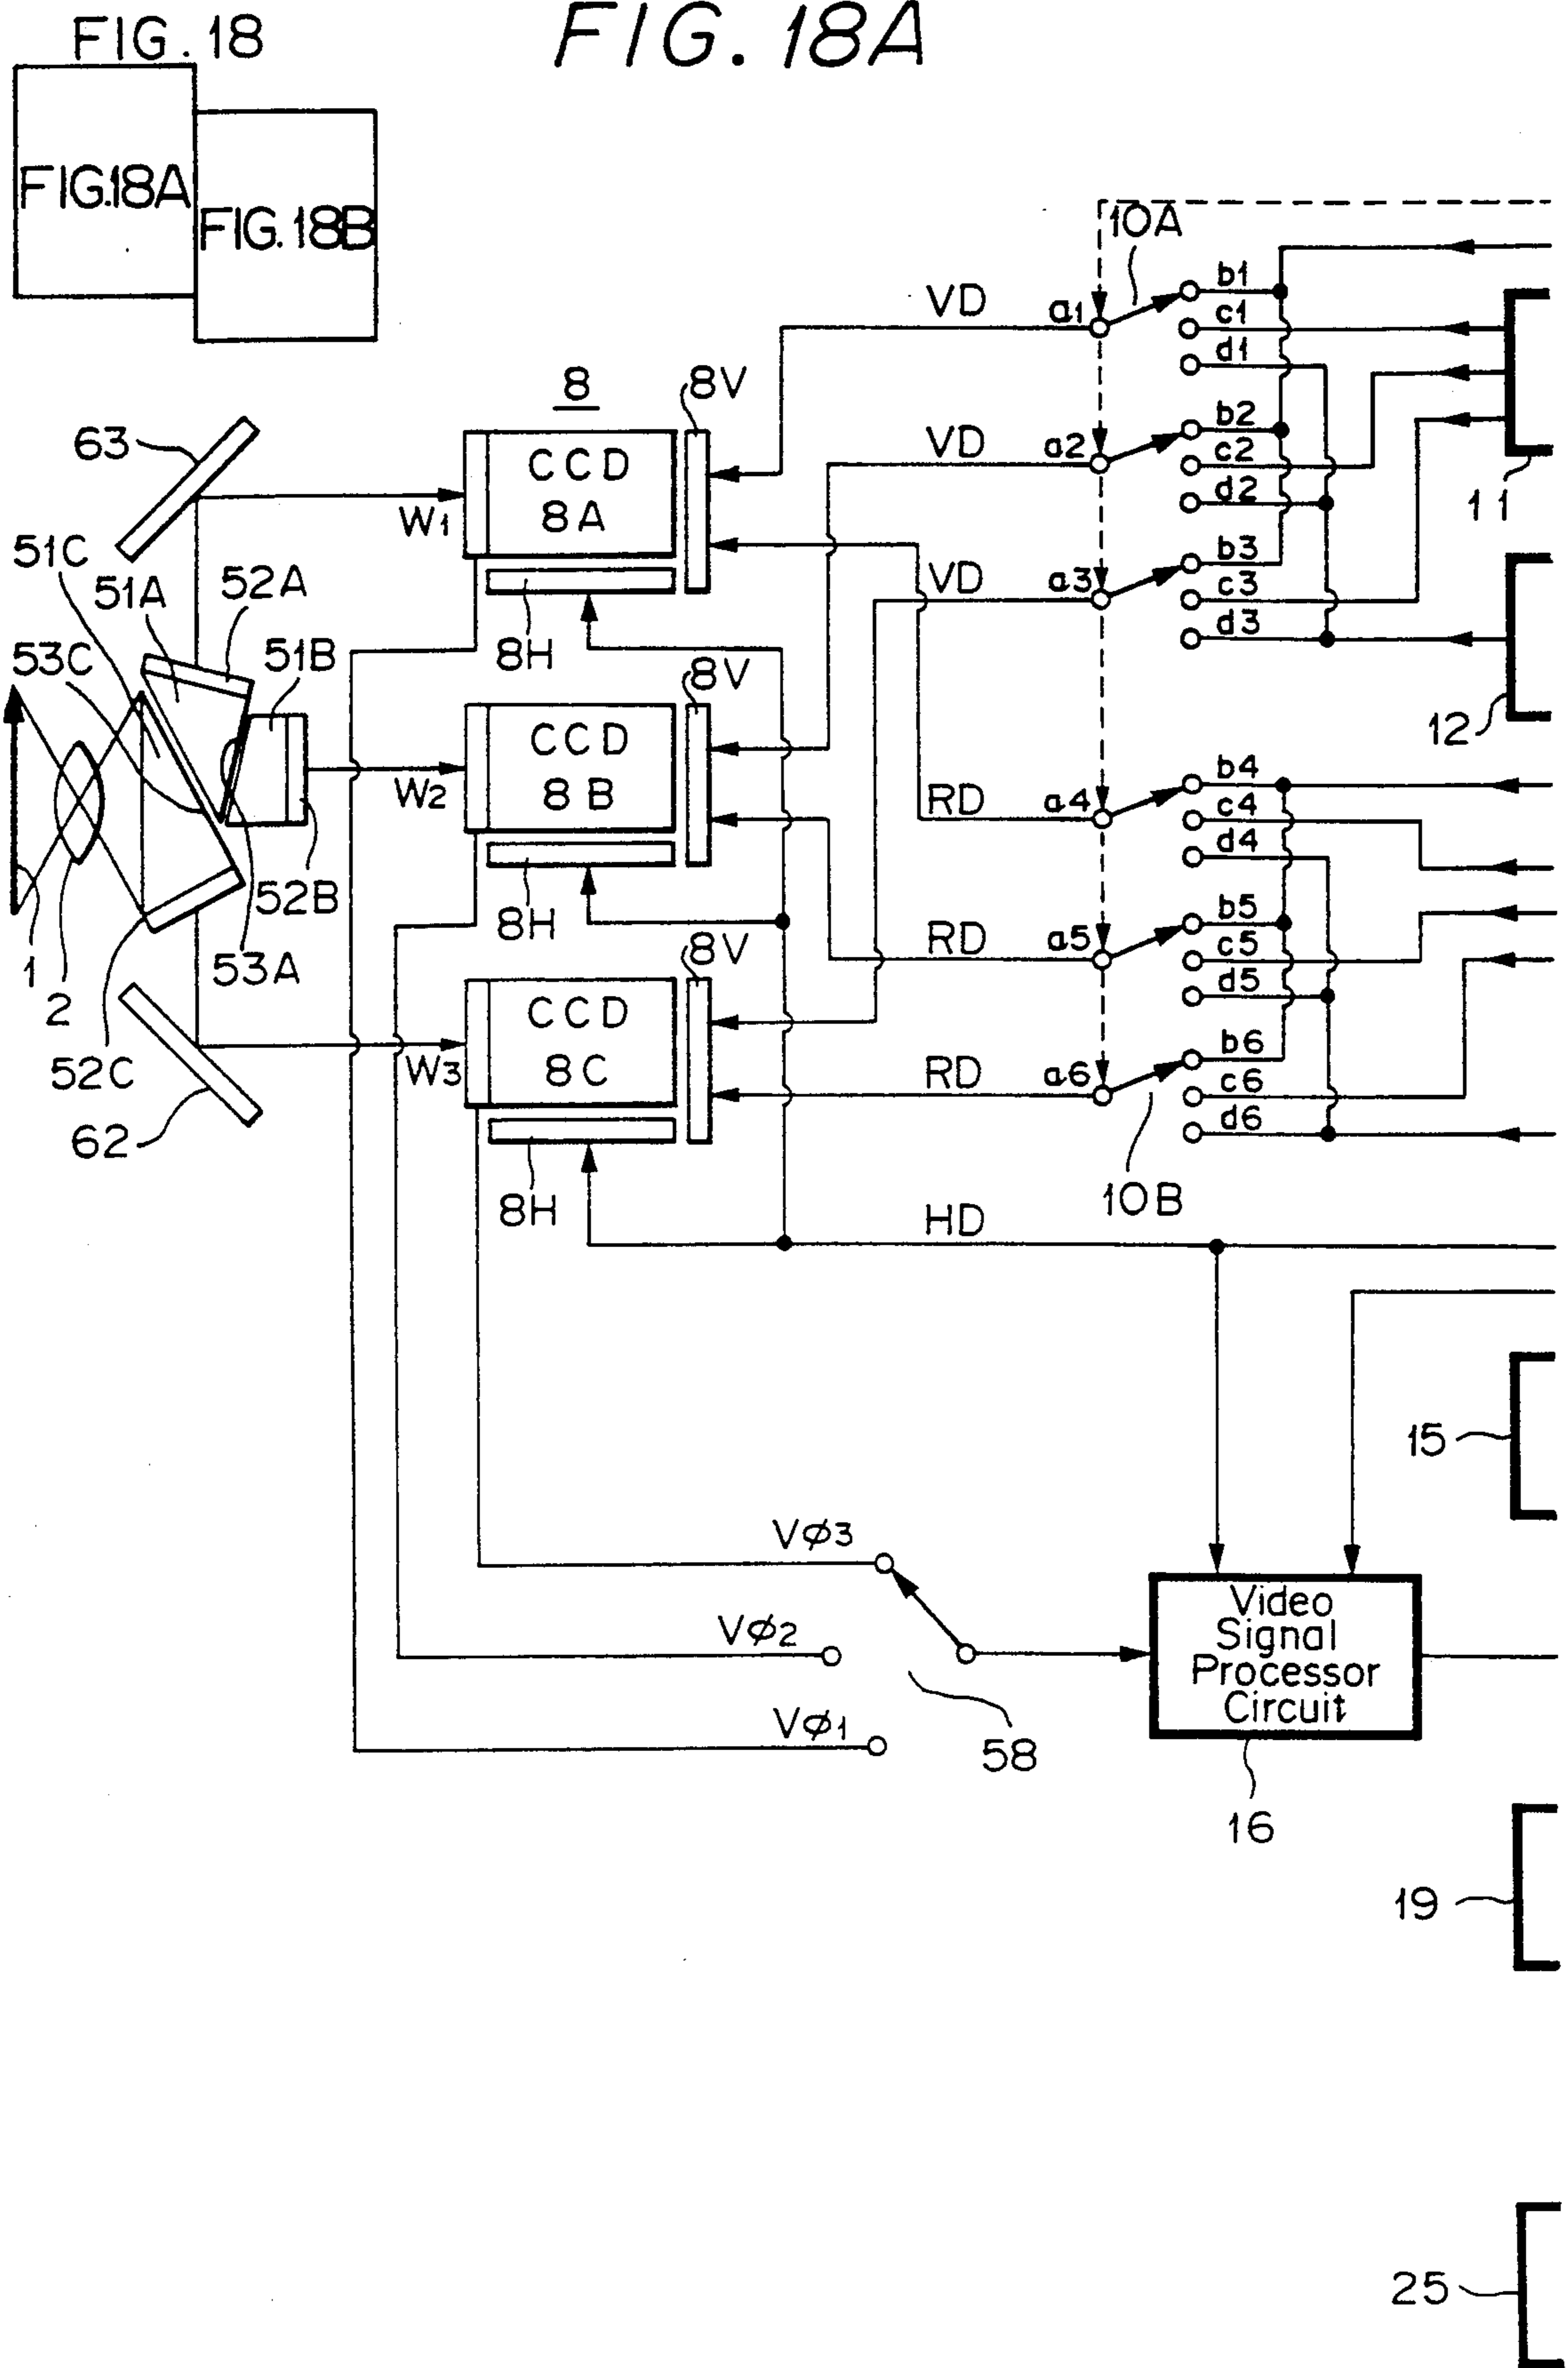 FIG. 18
FIG. 18A
FIG.18A
FIG. 18B
10A
b1
VD
a1
c1
d1
8
8V
b2
63
CCD
VD
a2
c2
8A
d2
11
W1
51C
b3
52A
VD
a3
c3
51A
d3
53C
51B
8H
8V
12
CCD
b4
W2
8B
RD
a4
c4
d4
52B
8H
b5
1
53A
8V
RD
a5
c5
2
d5
CCD
52C
W3
8C
b6
RD
a6
c6
62
d6
8H
10B
HD
15
Vø3
Video
Signal
Processor
Circuit
Vø2
Vø1
58
16
19
25